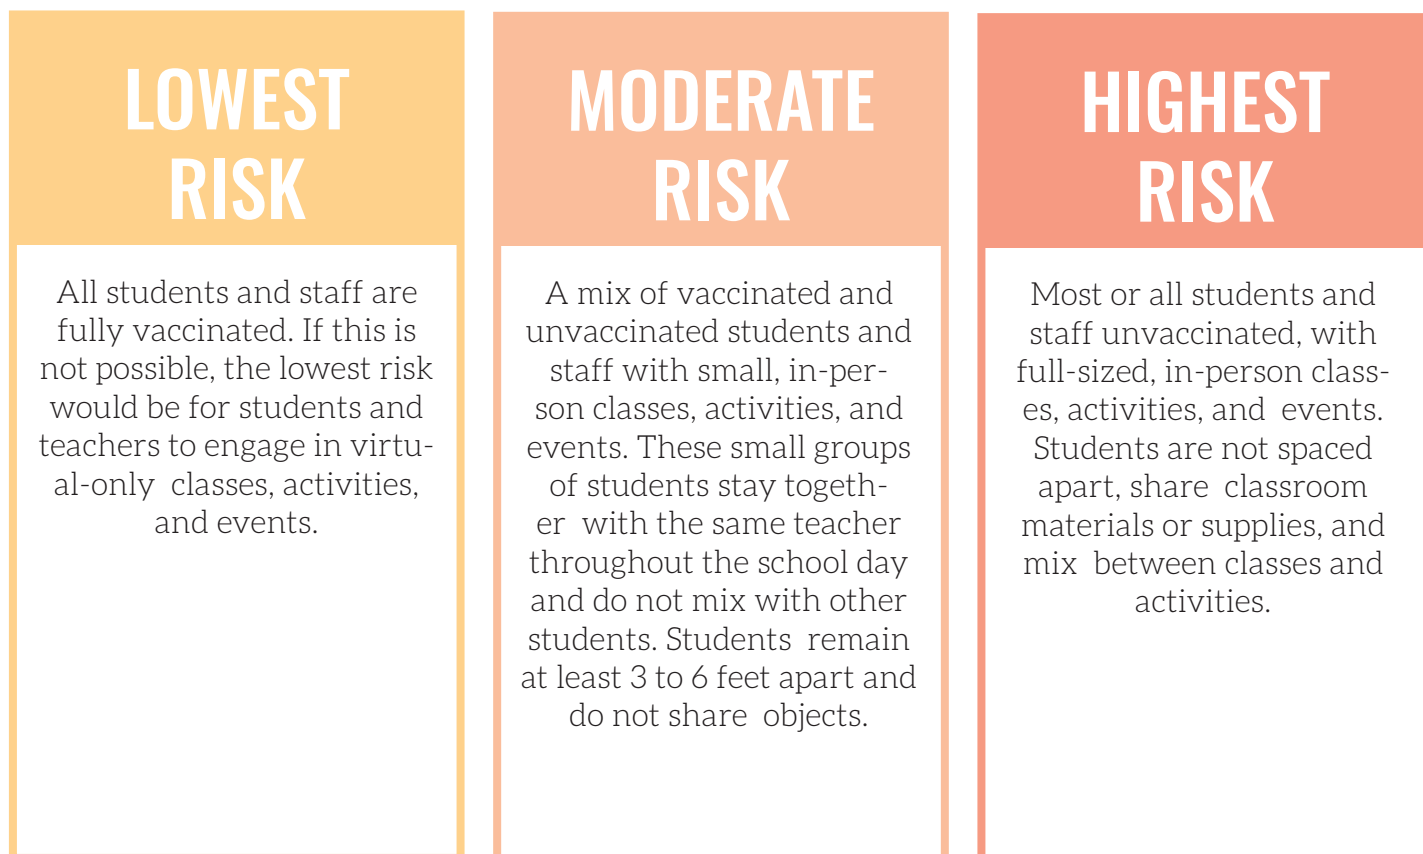 LOWEST
RISK
All students and staff are
fully vaccinated. If this is
not possible, the lowest risk
would be for students and
teachers to engage in virtu-
al-only classes, activities,
and events.
MODERATE
RISK
A mix of vaccinated and
unvaccinated students and
staff with small, in-per-
son classes, activities, and
events. These small groups
of students stay togeth-
er with the same teacher
throughout the school day
and do not mix with other
students. Students remain
at least 3 to 6 feet apart and
do not share objects.
HIGHEST
RISK
Most or all students and
staff unvaccinated, with
full-sized, in-person class-
es, activities, and events.
Students are not spaced
apart, share classroom
materials or supplies, and
mix between classes and
activities.